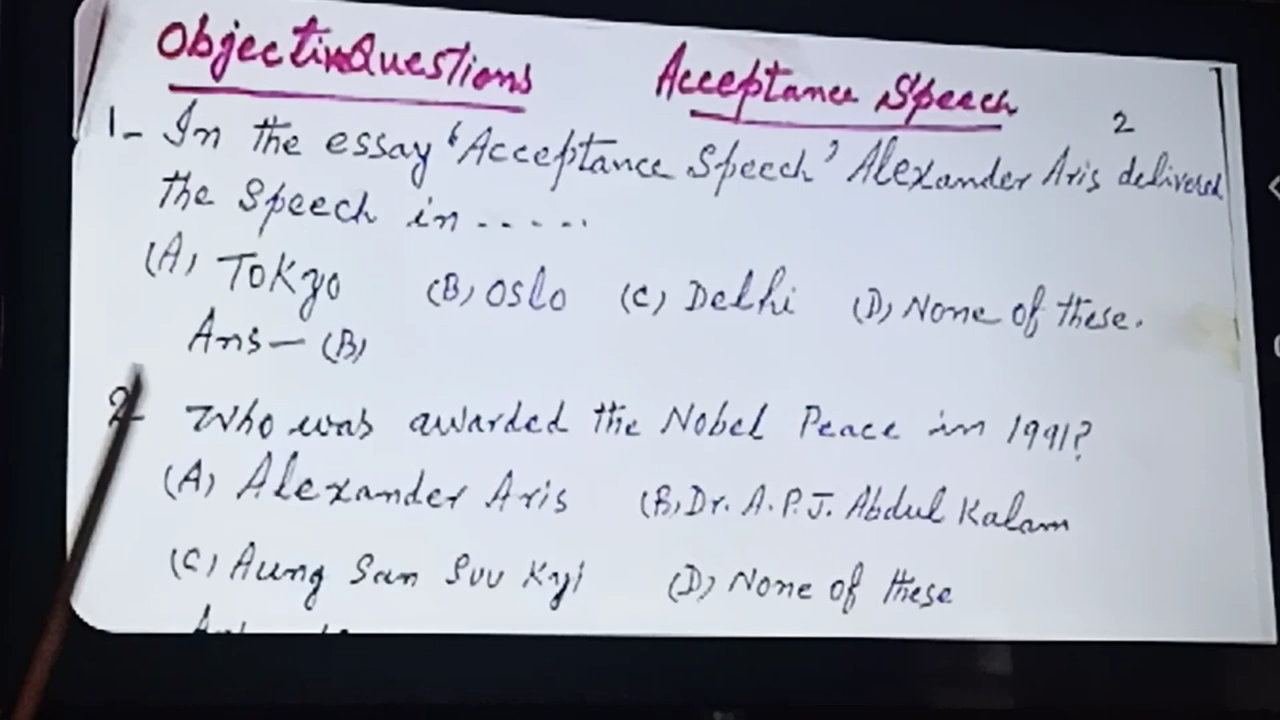 Objective Questions Acceptance Speech
2
1- In the essay 'Acceptance Speech' Alexander Aris delivered
the Speech in .....
(A) Tokyo (B) Oslo (C) Delhi (D) None of these.
Ans- (B)
2- Who was awarded the Nobel Peace in 1991?
(A) Alexander Aris (B) Dr. A.P.J. Abdul Kalam
(C) Aung San Suu Kyi (D) None of these